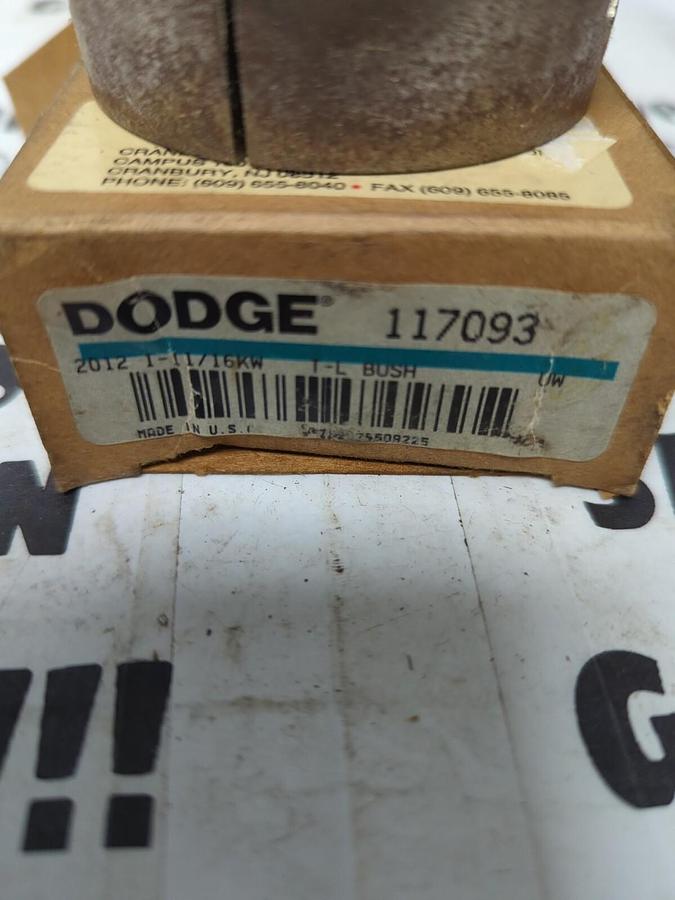 CAMPUS
CRANBURY, NJ 08512
PHONE: (609) 655-8040 • FAX (609) 655-8085
DODGE® 117093
2012 1-11/16KW T-L BUSH UW
MADE IN U.S.
G
!!